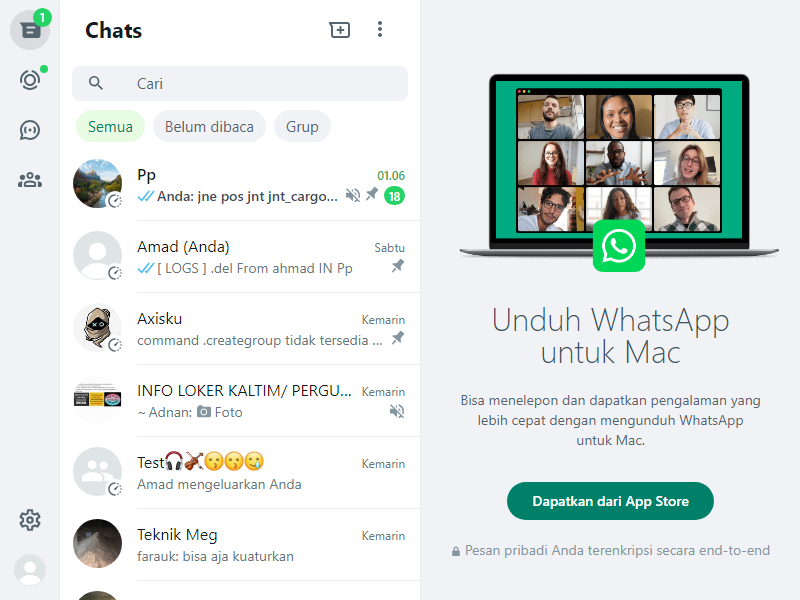 1
Chats
Cari
Semua
Belum dibaca
Grup
Pp
01.06
Anda: jne pos jnt jnt_cargo...
18
Amad (Anda)
Sabtu
[ LOGS ] .del From ahmad IN Pp
Axisku
Kemarin
command .creategroup tidak tersedia ...
INFO LOKER KALTIM/ PERGU...
Kemarin
~ Adnan: 📷 Foto
Test🎧🎻😗😗🥲
Kemarin
Amad mengeluarkan Anda
Teknik Meg
Kemarin
farauk: bisa aja kuaturkan
Unduh WhatsApp
untuk Mac
Bisa menelepon dan dapatkan pengalaman yang
lebih cepat dengan mengunduh WhatsApp
untuk Mac.
Dapatkan dari App Store
Pesan pribadi Anda terenkripsi secara end-to-end